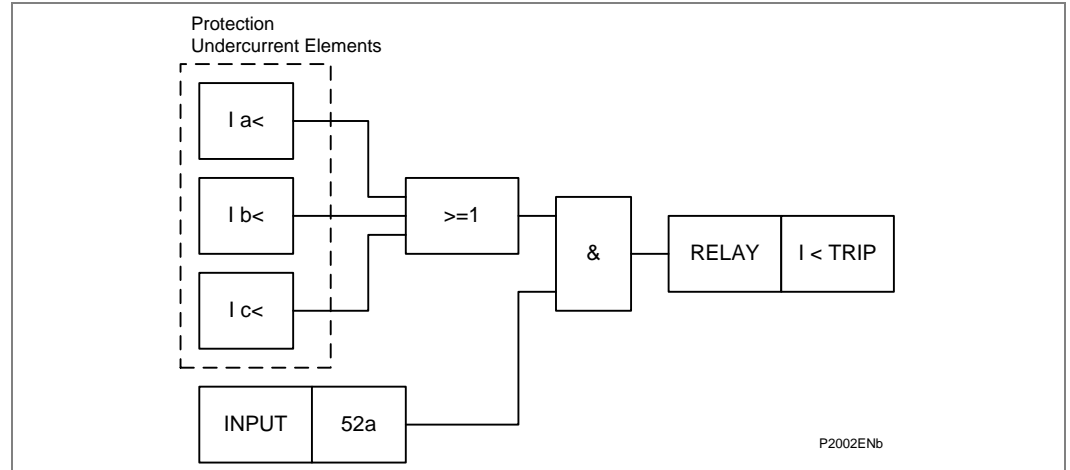 Protection
Undercurrent Elements
I a<
I b<
I c<
>=1
&
RELAY
I < TRIP
INPUT
52a
P2002ENb